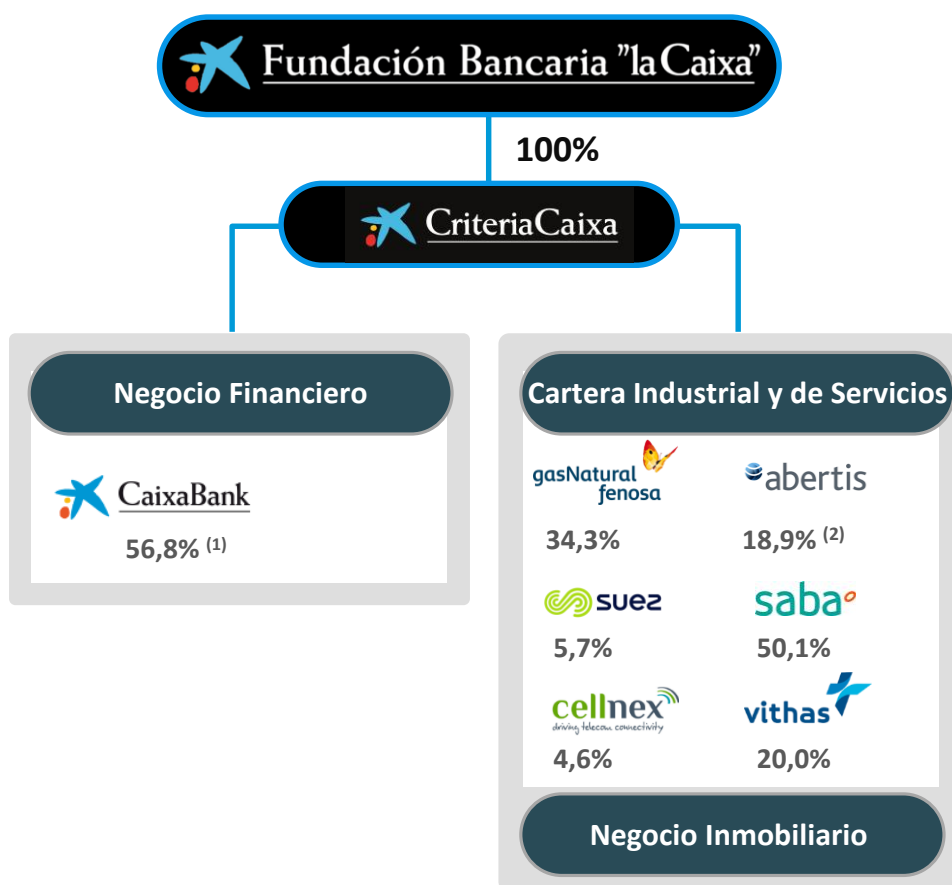 Fundación Bancaria "la Caixa"
100%
CriteriaCaixa
Negocio Financiero
CaixaBank
56,8% (1)
Cartera Industrial y de Servicios
gasNatural
fenosa
abertis
34,3%
18,9% (2)
suez
saba
5,7%
50,1%
cellnex
driving telecom connectivity
vithas
4,6%
20,0%
Negocio Inmobiliario